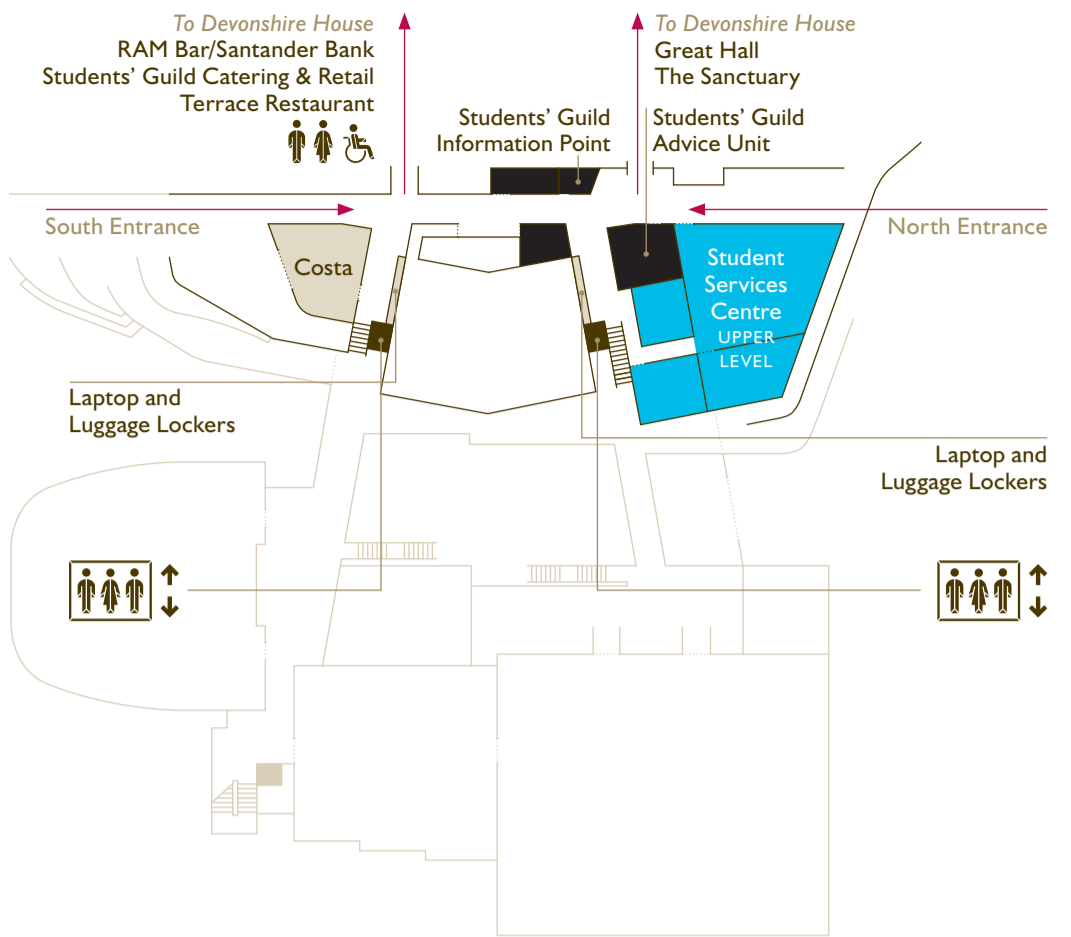 To Devonshire House
RAM Bar/Santander Bank
Students’ Guild Catering & Retail
Terrace Restaurant
To Devonshire House
Great Hall
The Sanctuary
Students’ Guild
Information Point
Students’ Guild
Advice Unit
South Entrance
North Entrance
Costa
Student
Services
Centre
UPPER
LEVEL
Laptop and
Luggage Lockers
Laptop and
Luggage Lockers